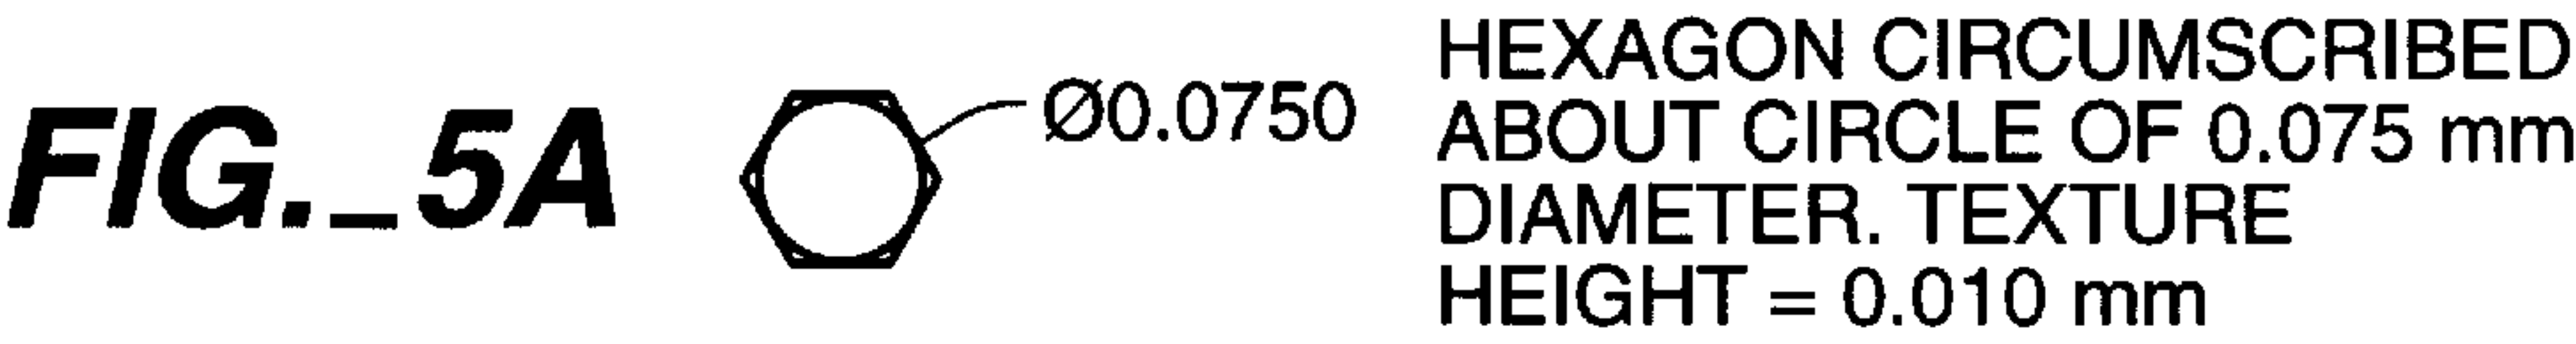 FIG._5A
Ø0.0750
HEXAGON CIRCUMSCRIBED
ABOUT CIRCLE OF 0.075 mm
DIAMETER. TEXTURE
HEIGHT = 0.010 mm